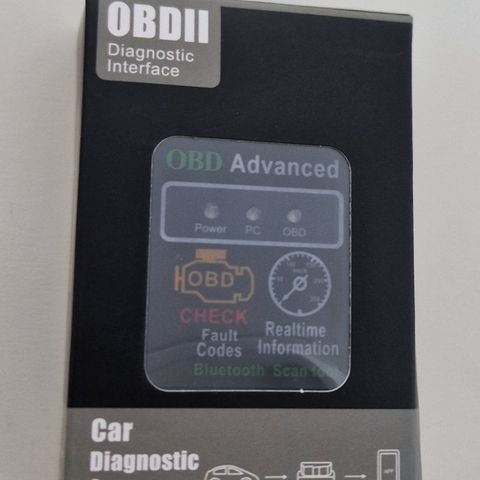 OBDII
Diagnostic
Interface
OBD Advanced
Power PC OBD
OBD
CHECK
Fault
Codes
Realtime
Information
Bluetooth Scan tool
Car
Diagnostic